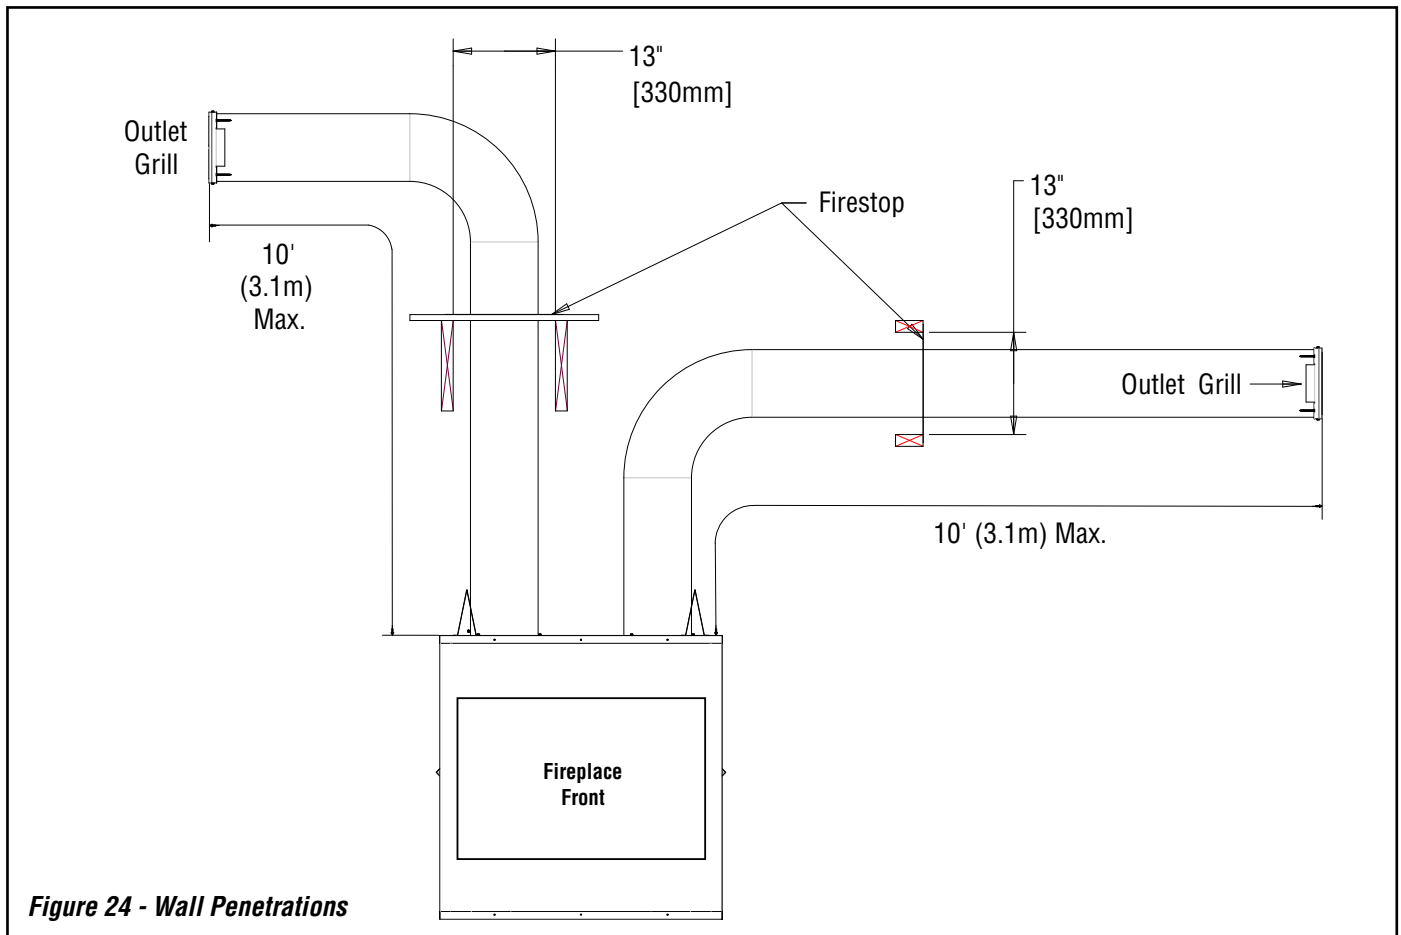 13"
[330mm]
Outlet
Grill
13"
[330mm]
Firestop
10'
(3.1m)
Max.
Outlet Grill
10' (3.1m) Max.
Fireplace
Front
Figure 24 - Wall Penetrations